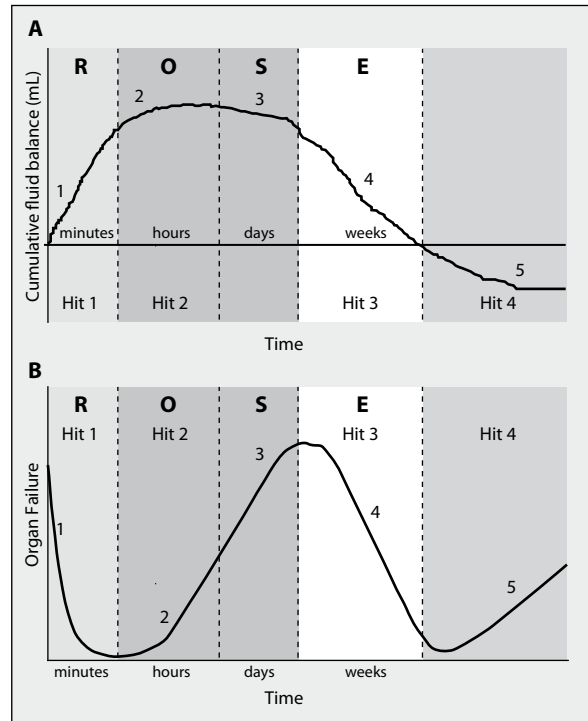 A
R O S E
Cumulative fluid balance (mL)
1
2
3
4
5
minutes hours days weeks
Hit 1 Hit 2 Hit 3 Hit 4
Time
B
R O S E
Hit 1 Hit 2 Hit 3 Hit 4
Organ Failure
1
2
3
4
5
minutes hours days weeks
Time